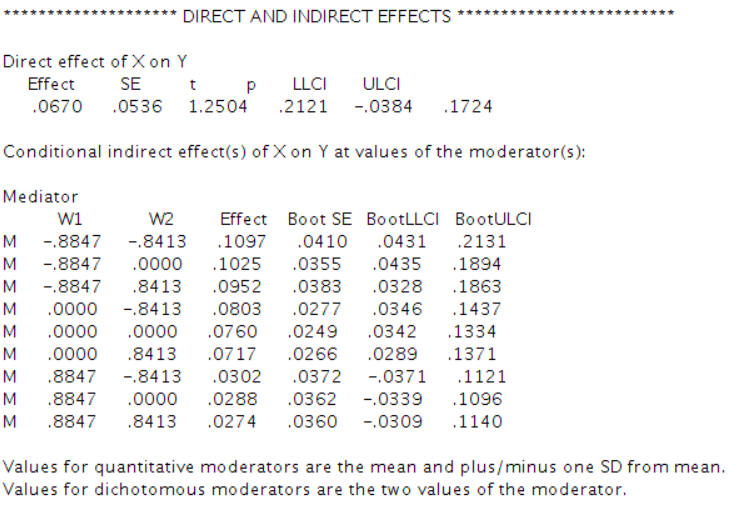 ******************** DIRECT AND INDIRECT EFFECTS *************************
Direct effect of X on Y
Effect SE t p LLCI ULCI
.0670 .0536 1.2504 .2121 -.0384 .1724
Conditional indirect effect(s) of X on Y at values of the moderator(s):
Mediator
W1 W2 Effect Boot SE BootLLCI BootULCI
M -.8847 -.8413 .1097 .0410 .0431 .2131
M -.8847 .0000 .1025 .0355 .0435 .1894
M -.8847 .8413 .0952 .0383 .0328 .1863
M .0000 -.8413 .0803 .0277 .0346 .1437
M .0000 .0000 .0760 .0249 .0342 .1334
M .0000 .8413 .0717 .0266 .0289 .1371
M .8847 -.8413 .0302 .0372 -.0371 .1121
M .8847 .0000 .0288 .0362 -.0339 .1096
M .8847 .8413 .0274 .0360 -.0309 .1140
Values for quantitative moderators are the mean and plus/minus one SD from mean.
Values for dichotomous moderators are the two values of the moderator.